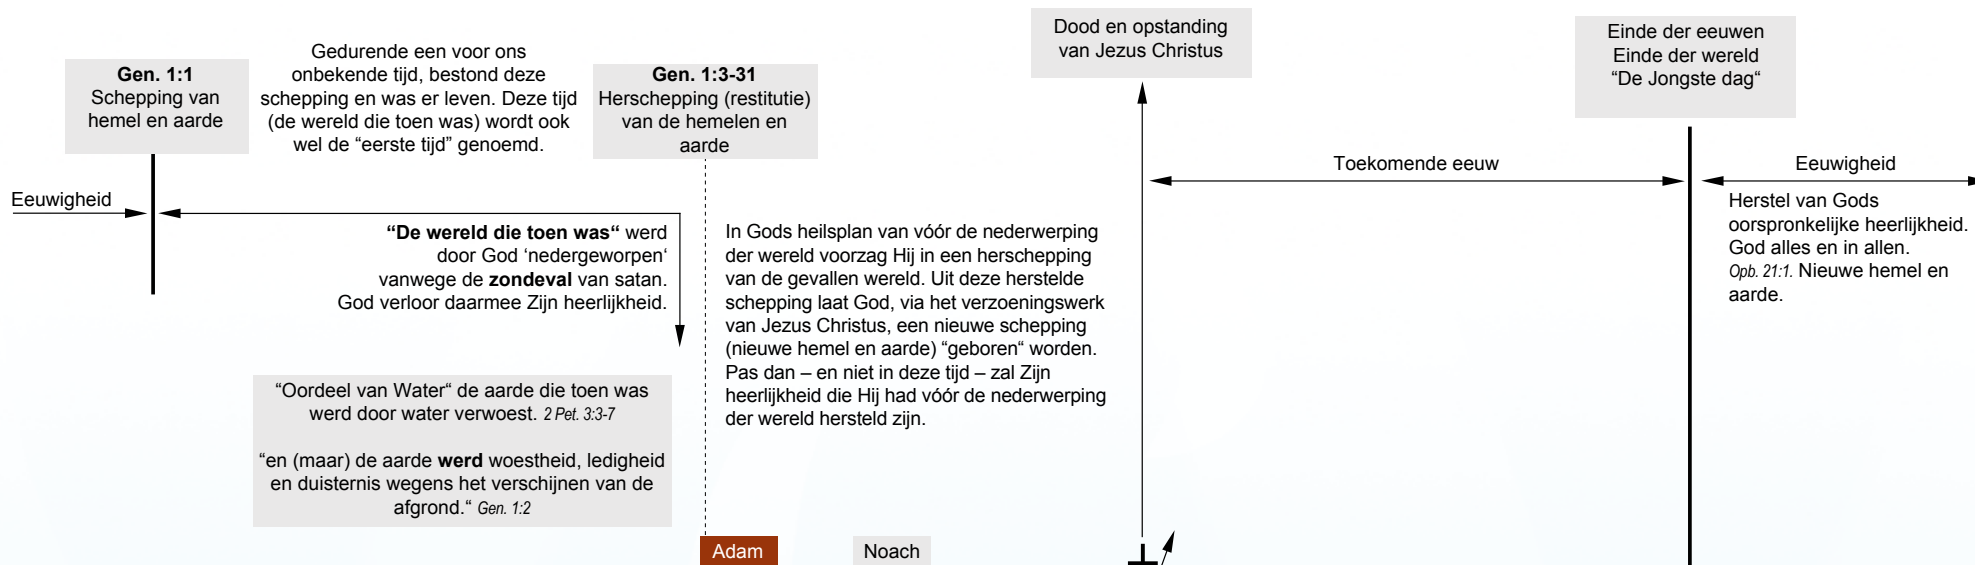 Gen. 1:1
Schepping van
hemel en aarde
Gedurende een voor ons
onbekende tijd, bestond deze
schepping en was er leven. Deze tijd
(de wereld die toen was) wordt ook
wel de “eerste tijd” genoemd.
Gen. 1:3-31
Herschepping (restitutie)
van de hemelen en
aarde
Dood en opstanding
van Jezus Christus
Einde der eeuwen
Einde der wereld
“De Jongste dag“
Eeuwigheid
Toekomende eeuw
Eeuwigheid
“De wereld die toen was“ werd
door God ‘nedergeworpen‘
vanwege de zondeval van satan.
God verloor daarmee Zijn heerlijkheid.
In Gods heilsplan van vóór de nederwerping
der wereld voorzag Hij in een herschepping
van de gevallen wereld. Uit deze herstelde
schepping laat God, via het verzoeningswerk
van Jezus Christus, een nieuwe schepping
(nieuwe hemel en aarde) “geboren“ worden.
Pas dan – en niet in deze tijd – zal Zijn
heerlijkheid die Hij had vóór de nederwerping
der wereld hersteld zijn.
Herstel van Gods
oorspronkelijke heerlijkheid.
God alles en in allen.
Opb. 21:1. Nieuwe hemel en
aarde.
“Oordeel van Water“ de aarde die toen was
werd door water verwoest. 2 Pet. 3:3-7
“en (maar) de aarde werd woestheid, ledigheid
en duisternis wegens het verschijnen van de
afgrond.“ Gen. 1:2
Adam
Noach